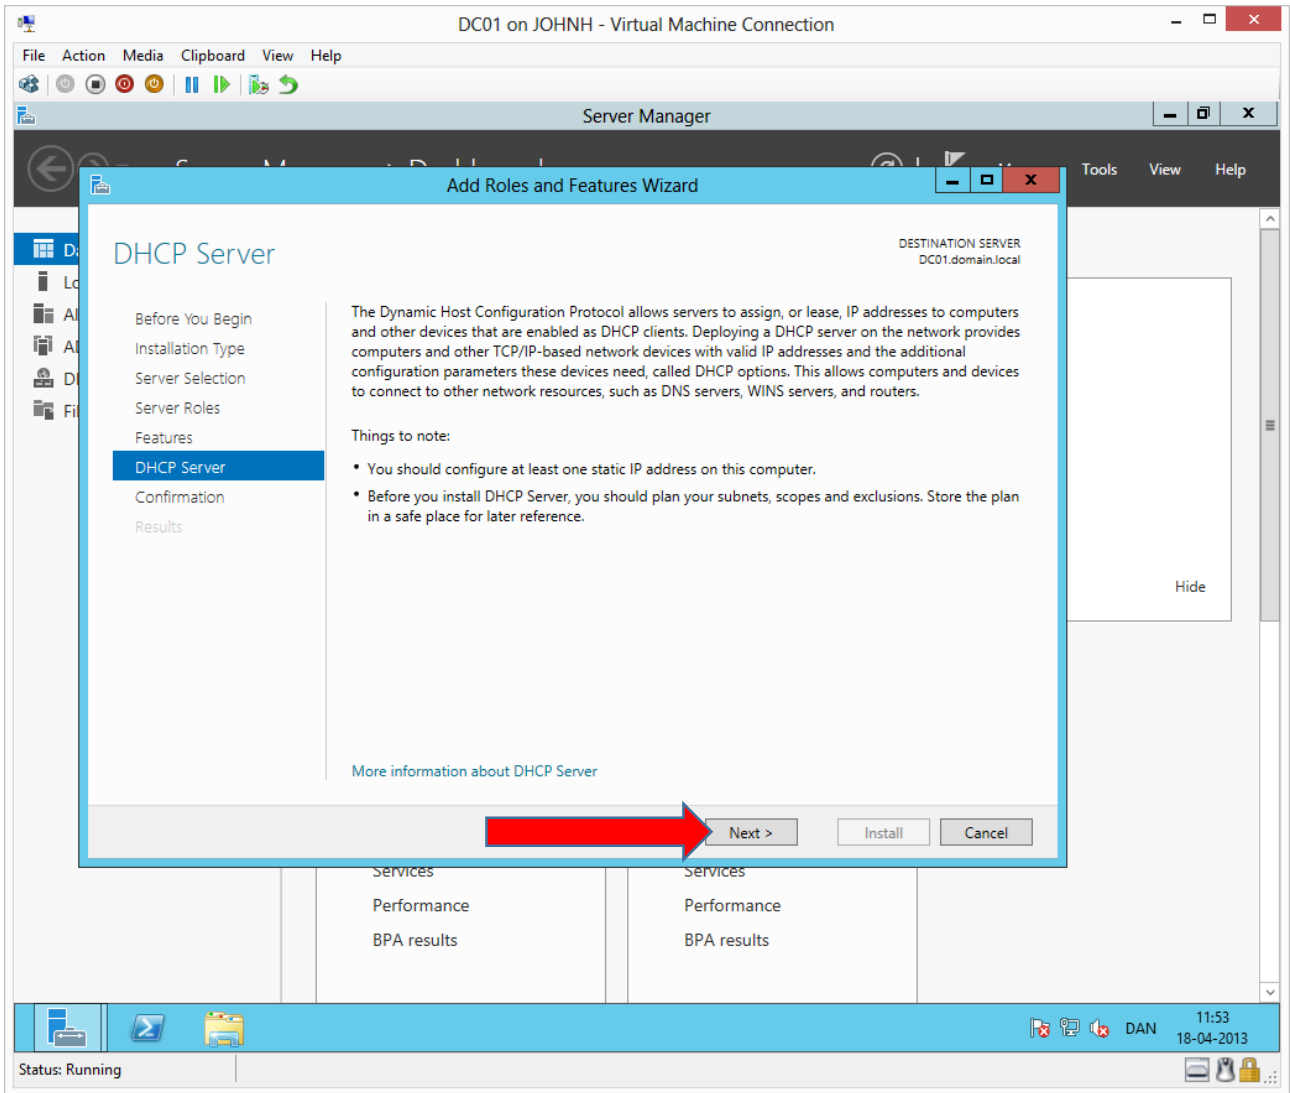 DC01 on JOHNH - Virtual Machine Connection
File Action Media Clipboard View Help
Server Manager
Tools View Help
Add Roles and Features Wizard
DHCP Server
DESTINATION SERVER
DC01.domain.local
Before You Begin
Installation Type
Server Selection
Server Roles
Features
DHCP Server
Confirmation
Results
The Dynamic Host Configuration Protocol allows servers to assign, or lease, IP addresses to computers
and other devices that are enabled as DHCP clients. Deploying a DHCP server on the network provides
computers and other TCP/IP-based network devices with valid IP addresses and the additional
configuration parameters these devices need, called DHCP options. This allows computers and devices
to connect to other network resources, such as DNS servers, WINS servers, and routers.
Things to note:
• You should configure at least one static IP address on this computer.
• Before you install DHCP Server, you should plan your subnets, scopes and exclusions. Store the plan
in a safe place for later reference.
More information about DHCP Server
Next > Install Cancel
Hide
Services Services
Performance Performance
BPA results BPA results
DAN
11:53
18-04-2013
Status: Running